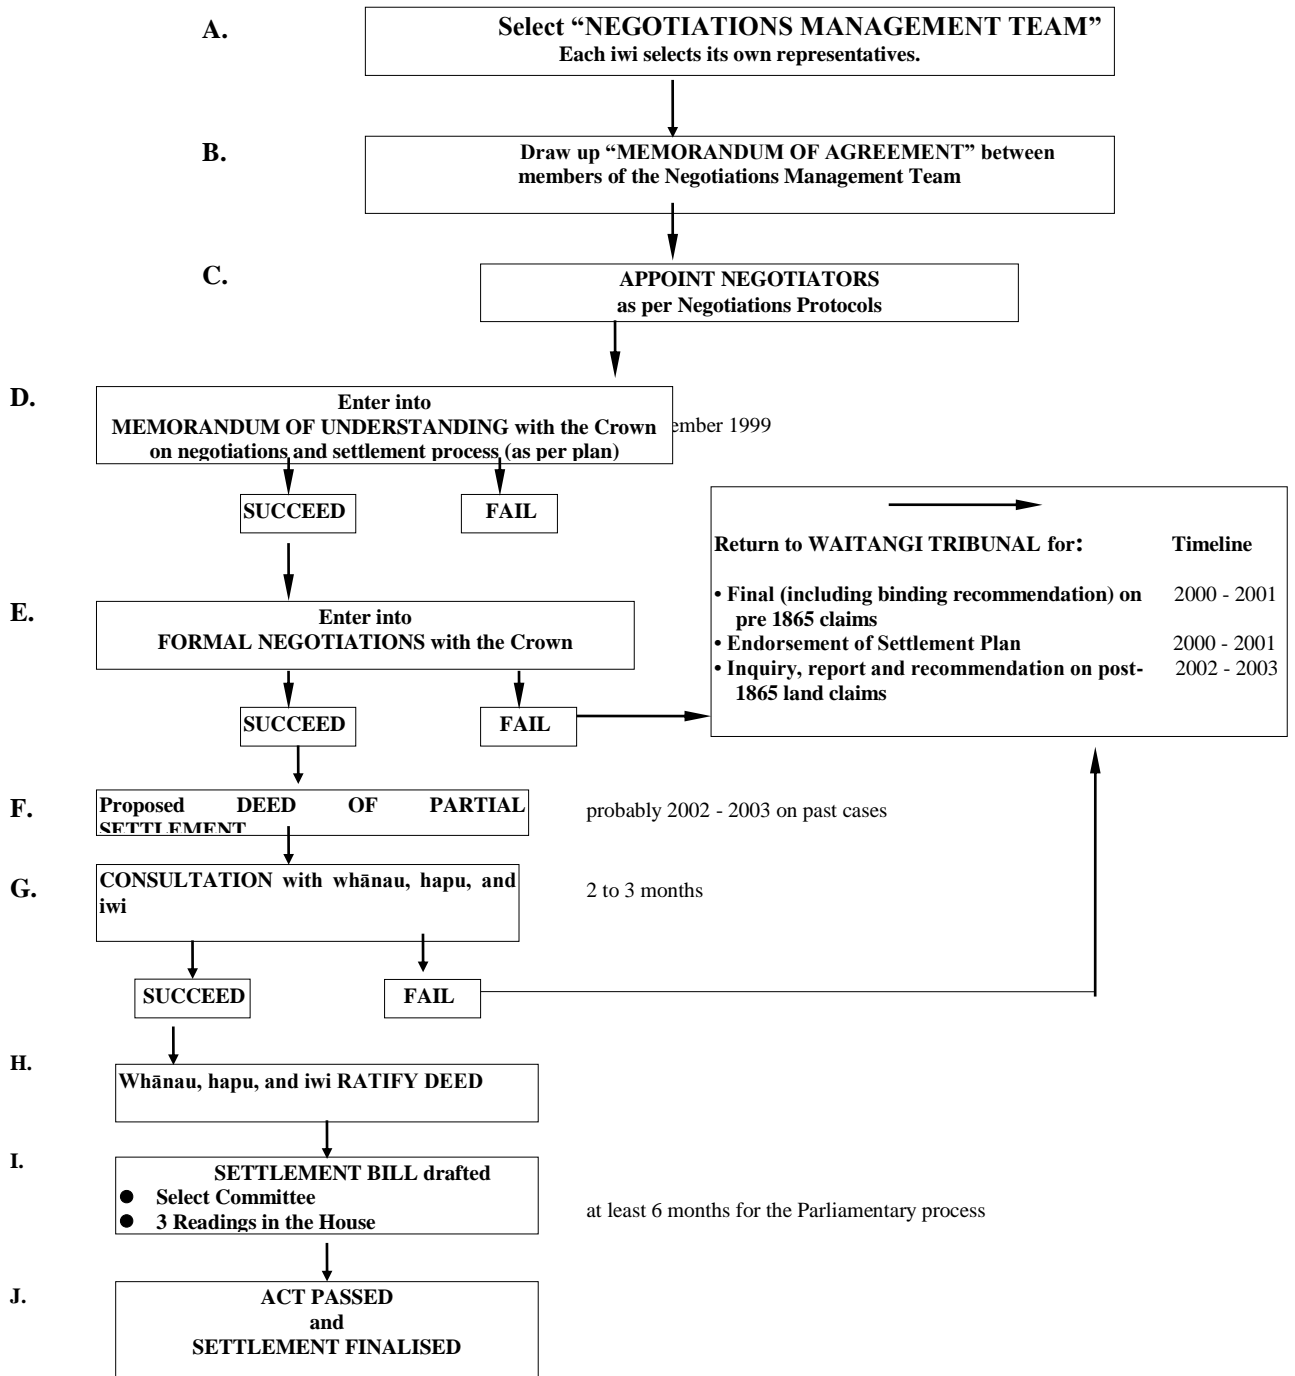 A.
Select “NEGOTIATIONS MANAGEMENT TEAM”
Each iwi selects its own representatives.
B.
Draw up “MEMORANDUM OF AGREEMENT” between
members of the Negotiations Management Team
C.
APPOINT NEGOTIATORS
as per Negotiations Protocols
D.
Enter into
MEMORANDUM OF UNDERSTANDING with the Crown
on negotiations and settlement process (as per plan)
ember 1999
SUCCEED
FAIL
Return to WAITANGI TRIBUNAL for: Timeline
• Final (including binding recommendation) on 2000 - 2001
pre 1865 claims
• Endorsement of Settlement Plan 2000 - 2001
• Inquiry, report and recommendation on post- 2002 - 2003
1865 land claims
E.
Enter into
FORMAL NEGOTIATIONS with the Crown
SUCCEED
FAIL
F.
Proposed DEED OF PARTIAL
SETTLEMENT
probably 2002 - 2003 on past cases
G.
CONSULTATION with whānau, hapu, and
iwi
2 to 3 months
SUCCEED
FAIL
H.
Whānau, hapu, and iwi RATIFY DEED
I.
SETTLEMENT BILL drafted
● Select Committee
● 3 Readings in the House
at least 6 months for the Parliamentary process
J.
ACT PASSED
and
SETTLEMENT FINALISED